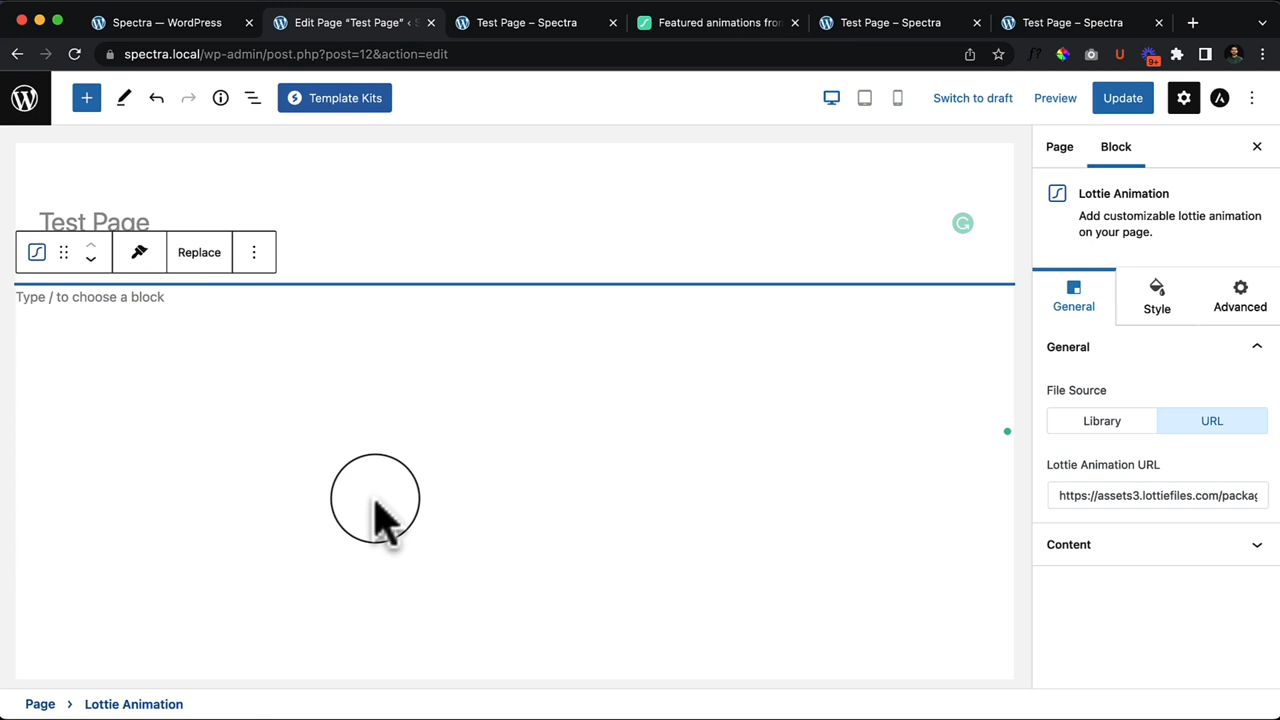 Spectra — WordPress
Edit Page “Test Page” ‹ S
Test Page – Spectra
Featured animations from
Test Page – Spectra
Test Page – Spectra
spectra.local/wp-admin/post.php?post=12&action=edit
f?
U
9+
Template Kits
Switch to draft
Preview
Update
Test Page
Replace
Type / to choose a block
Page
Block
Lottie Animation
Add customizable lottie animation
on your page.
General
Style
Advanced
General
File Source
Library
URL
Lottie Animation URL
https://assets3.lottiefiles.com/packag
Content
Page
Lottie Animation